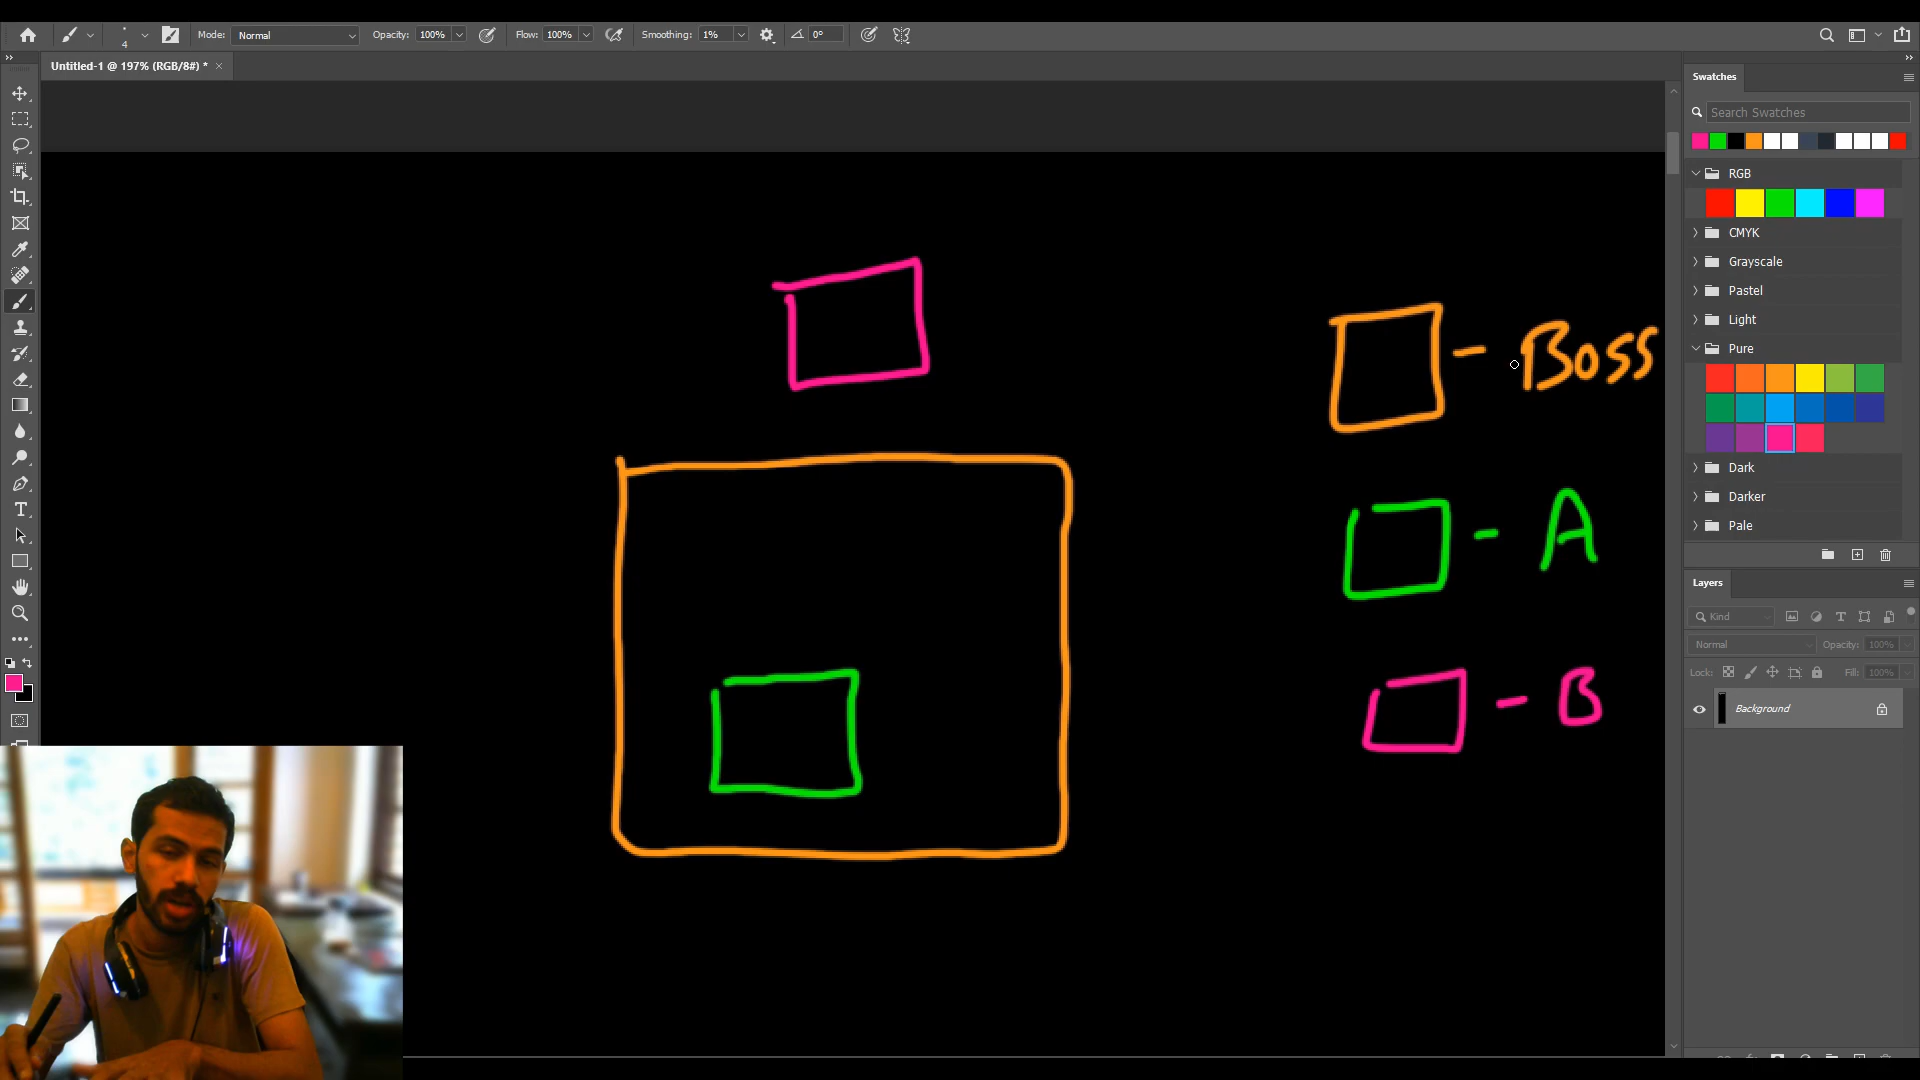 Mode: Normal Opacity: 100% Flow: 100% Smoothing: 1% 0°
4
Untitled-1 @ 197% (RGB/8#) * ×
Swatches
Search Swatches
RGB
CMYK
Grayscale
Pastel
Light
Pure
Dark
Darker
Pale
Layers
Kind
Normal Opacity: 100%
Lock: Fill: 100%
Background
- Boss
- A
- B